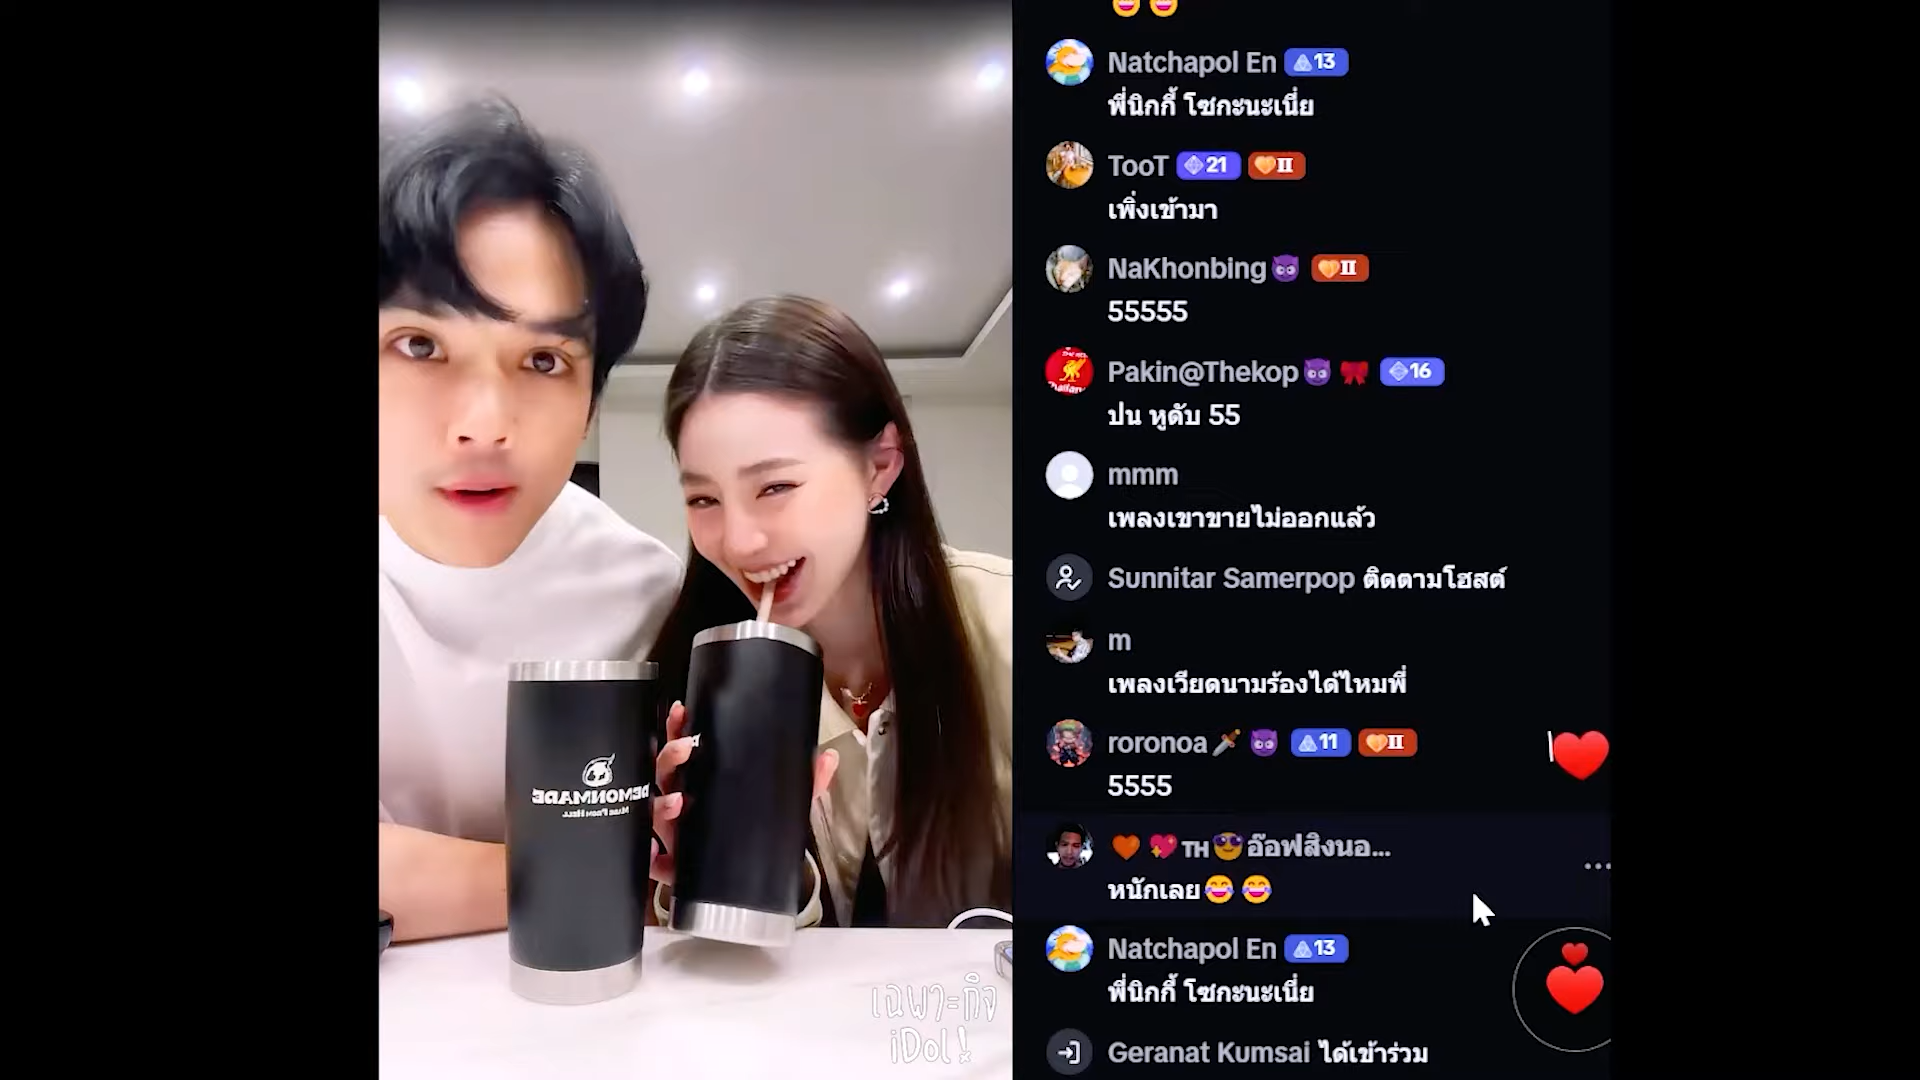 Natchapol En 13
พี่นิกกี้ โซกะนะเนี่ย
TooT 21 II
เพิ่งเข้ามา
NaKhonbing II
55555
Pakin@Thekop 16
ปน หูดับ 55
mmm
เพลงเขาขายไม่ออกแล้ว
Sunnitar Samerpop ติดตามโฮสต์
m
เพลงเวียดนามร้องได้ไหมพี่
roronoa 11 II
5555
TH อ๊อฟสิงนอ...
หนักเลย
Natchapol En 13
พี่นิกกี้ โซกะนะเนี่ย
Geranat Kumsai ได้เข้าร่วม
DEMONMADE
MADE FROM HELL
เฉพาะกิจ
iDol!